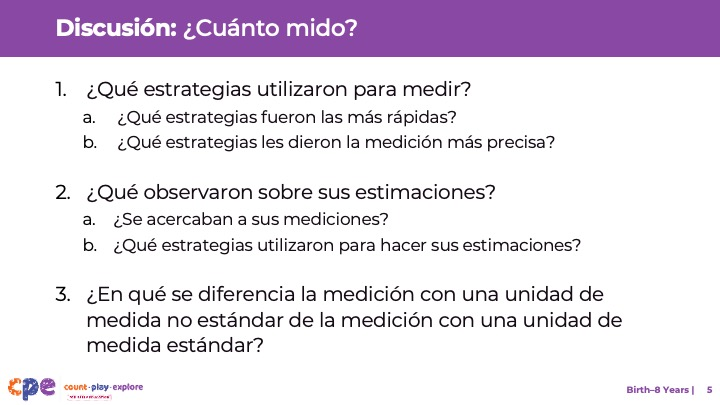 Discusión: ¿Cuánto mido?
1. ¿Qué estrategias utilizaron para medir?
a. ¿Qué estrategias fueron las más rápidas?
b. ¿Qué estrategias les dieron la medición más precisa?
2. ¿Qué observaron sobre sus estimaciones?
a. ¿Se acercaban a sus mediciones?
b. ¿Qué estrategias utilizaron para hacer sus estimaciones?
3. ¿En qué se diferencia la medición con una unidad de
medida no estándar de la medición con una unidad de
medida estándar?
cpe count·play·explore
Birth–8 Years | 5